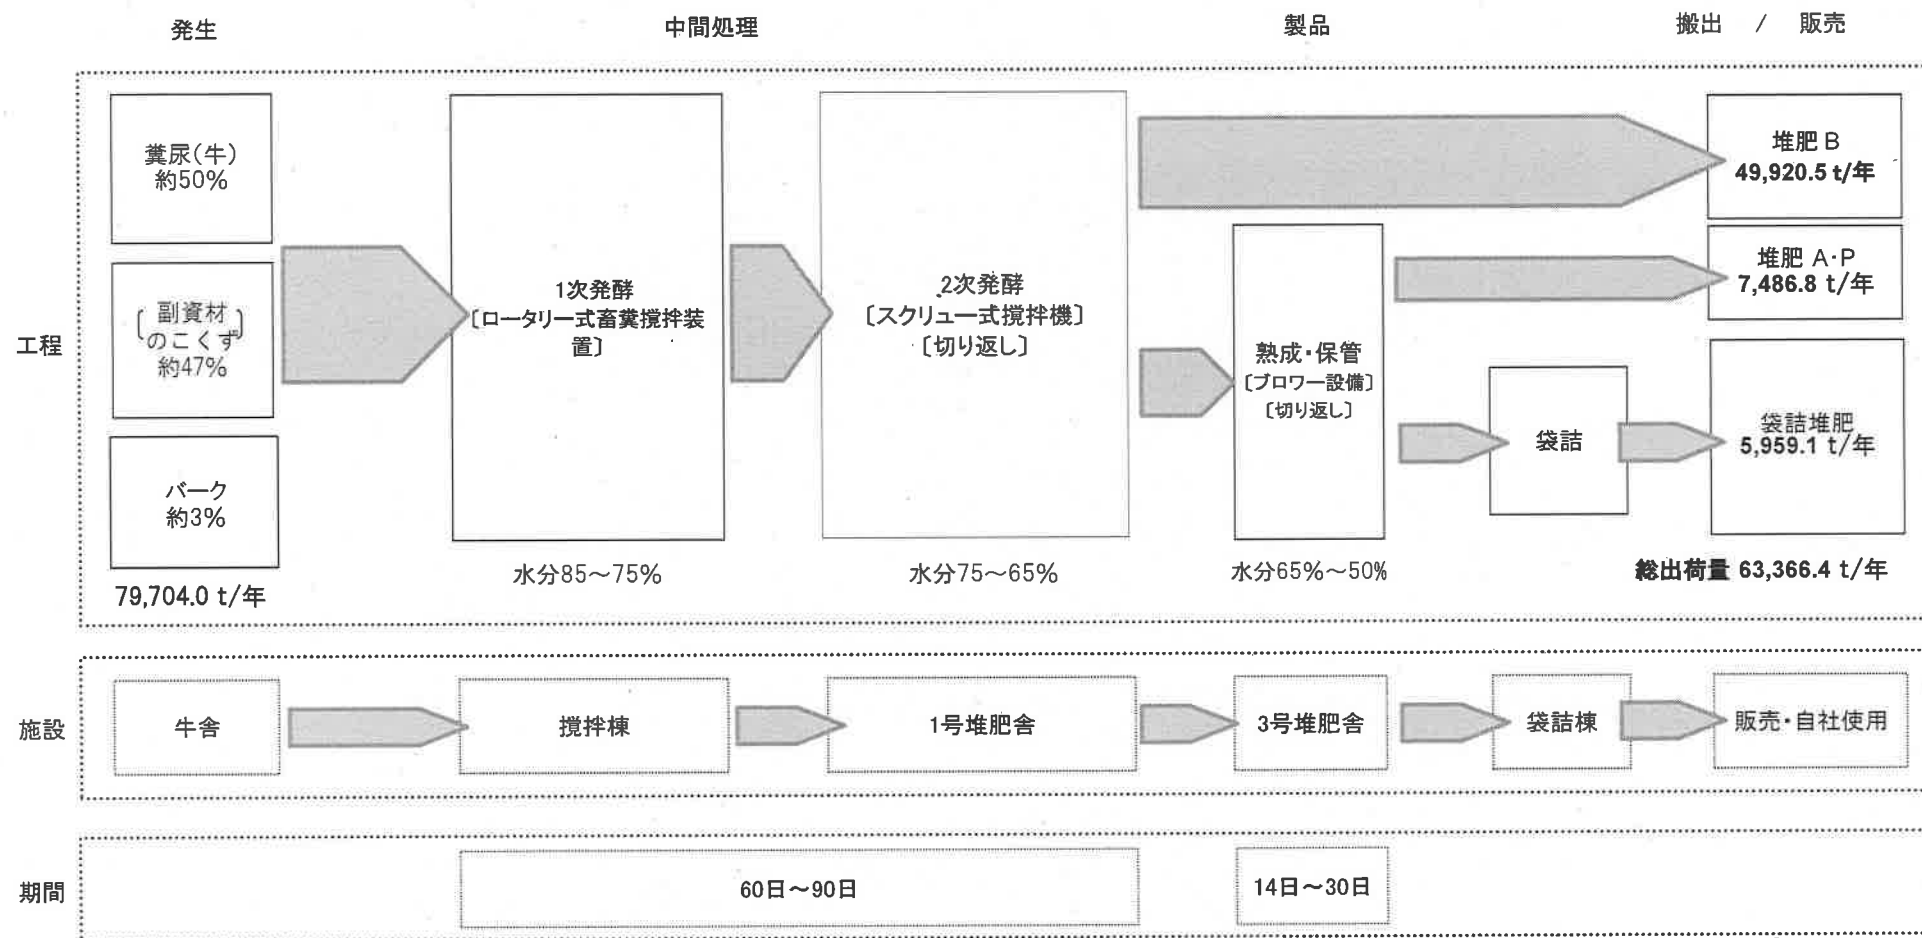 発生
中間処理
製品
搬出 / 販売
工程
糞尿(牛)
約50%
副資材
のこくず
約47%
バーク
約3%
79,704.0 t/年
1次発酵
〔ロータリー式畜糞攪拌装
置〕
水分85～75%
2次発酵
〔スクリュー式攪拌機〕
〔切り返し〕
水分75～65%
熟成・保管
〔ブロワー設備〕
〔切り返し〕
水分65%～50%
袋詰
堆肥 B
49,920.5 t/年
堆肥 A・P
7,486.8 t/年
袋詰堆肥
5,959.1 t/年
総出荷量 63,366.4 t/年
施設
牛舎
攪拌棟
1号堆肥舎
3号堆肥舎
袋詰棟
販売・自社使用
期間
60日～90日
14日～30日